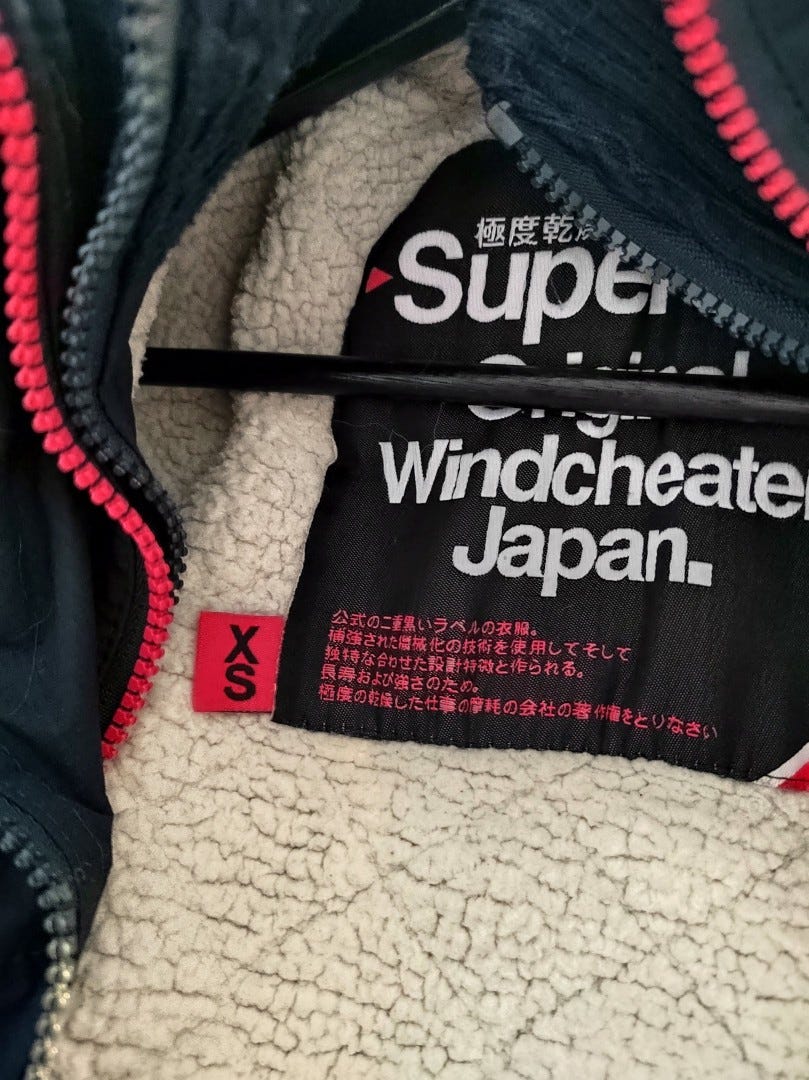 極度乾
Super
Original
Windcheater
Japan.
XS
公式の二重黒いラベルの衣服。
補強された機械化の技術を使用してそして
独特な合わせた設計特徴と作られる。
長寿および強さのため。
極度の乾燥した仕事の摩耗の会社の著作権をとりなさい